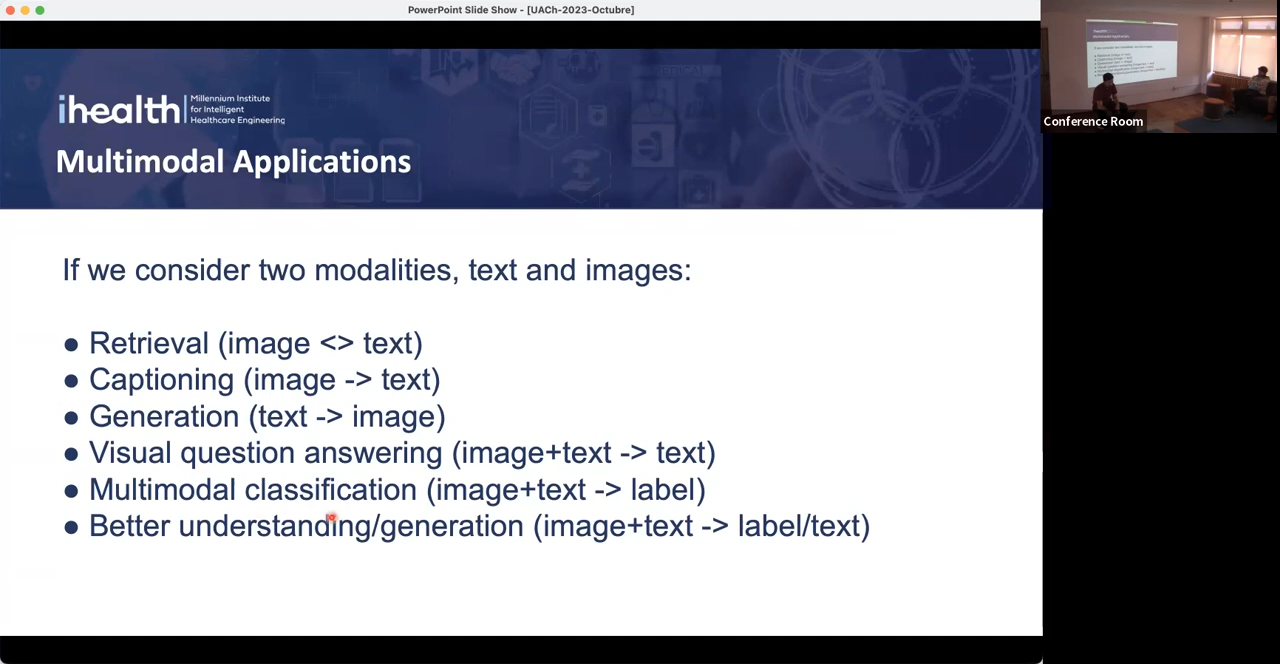 PowerPoint Slide Show - [UACh-2023-Octubre]
ihealth
Millennium Institute
for Intelligent
Healthcare Engineering
Multimodal Applications
If we consider two modalities, text and images:
● Retrieval (image <> text)
● Captioning (image -> text)
● Generation (text -> image)
● Visual question answering (image+text -> text)
● Multimodal classification (image+text -> label)
● Better understanding/generation (image+text -> label/text)
Conference Room